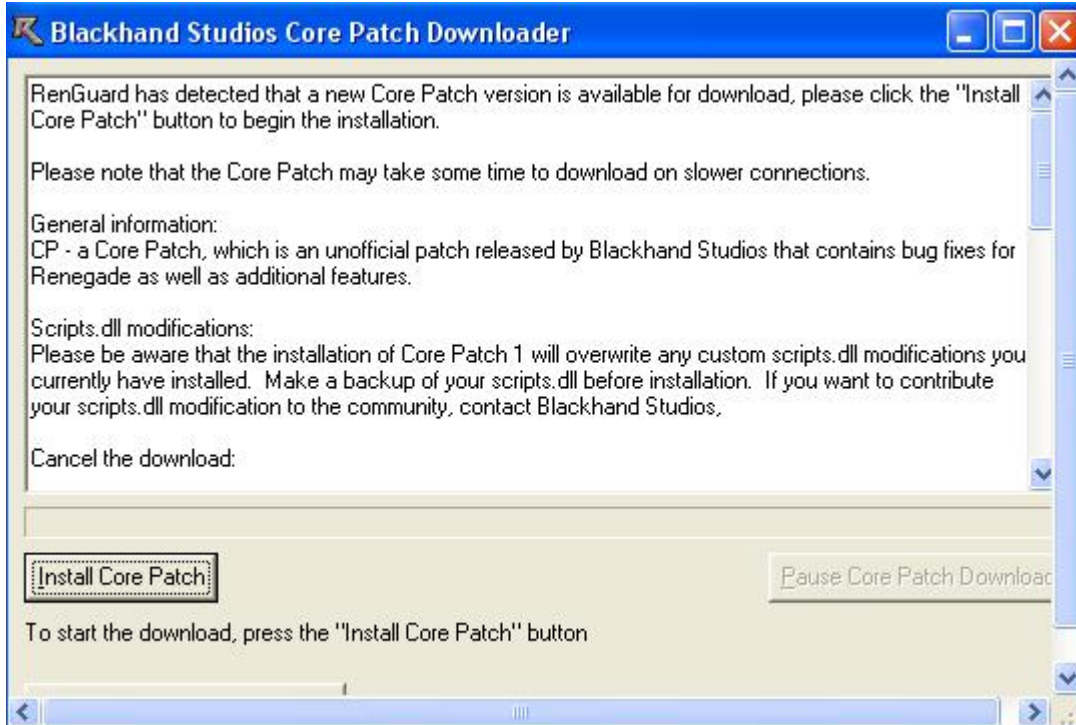 Blackhand Studios Core Patch Downloader
RenGuard has detected that a new Core Patch version is available for download, please click the "Install
Core Patch" button to begin the installation.
Please note that the Core Patch may take some time to download on slower connections.
General information:
CP - a Core Patch, which is an unofficial patch released by Blackhand Studios that contains bug fixes for
Renegade as well as additional features.
Scripts.dll modifications:
Please be aware that the installation of Core Patch 1 will overwrite any custom scripts.dll modifications you
currently have installed.  Make a backup of your scripts.dll before installation.  If you want to contribute
your scripts.dll modification to the community, contact Blackhand Studios,
Cancel the download:
Install Core Patch
Pause Core Patch Downloac
To start the download, press the "Install Core Patch" button